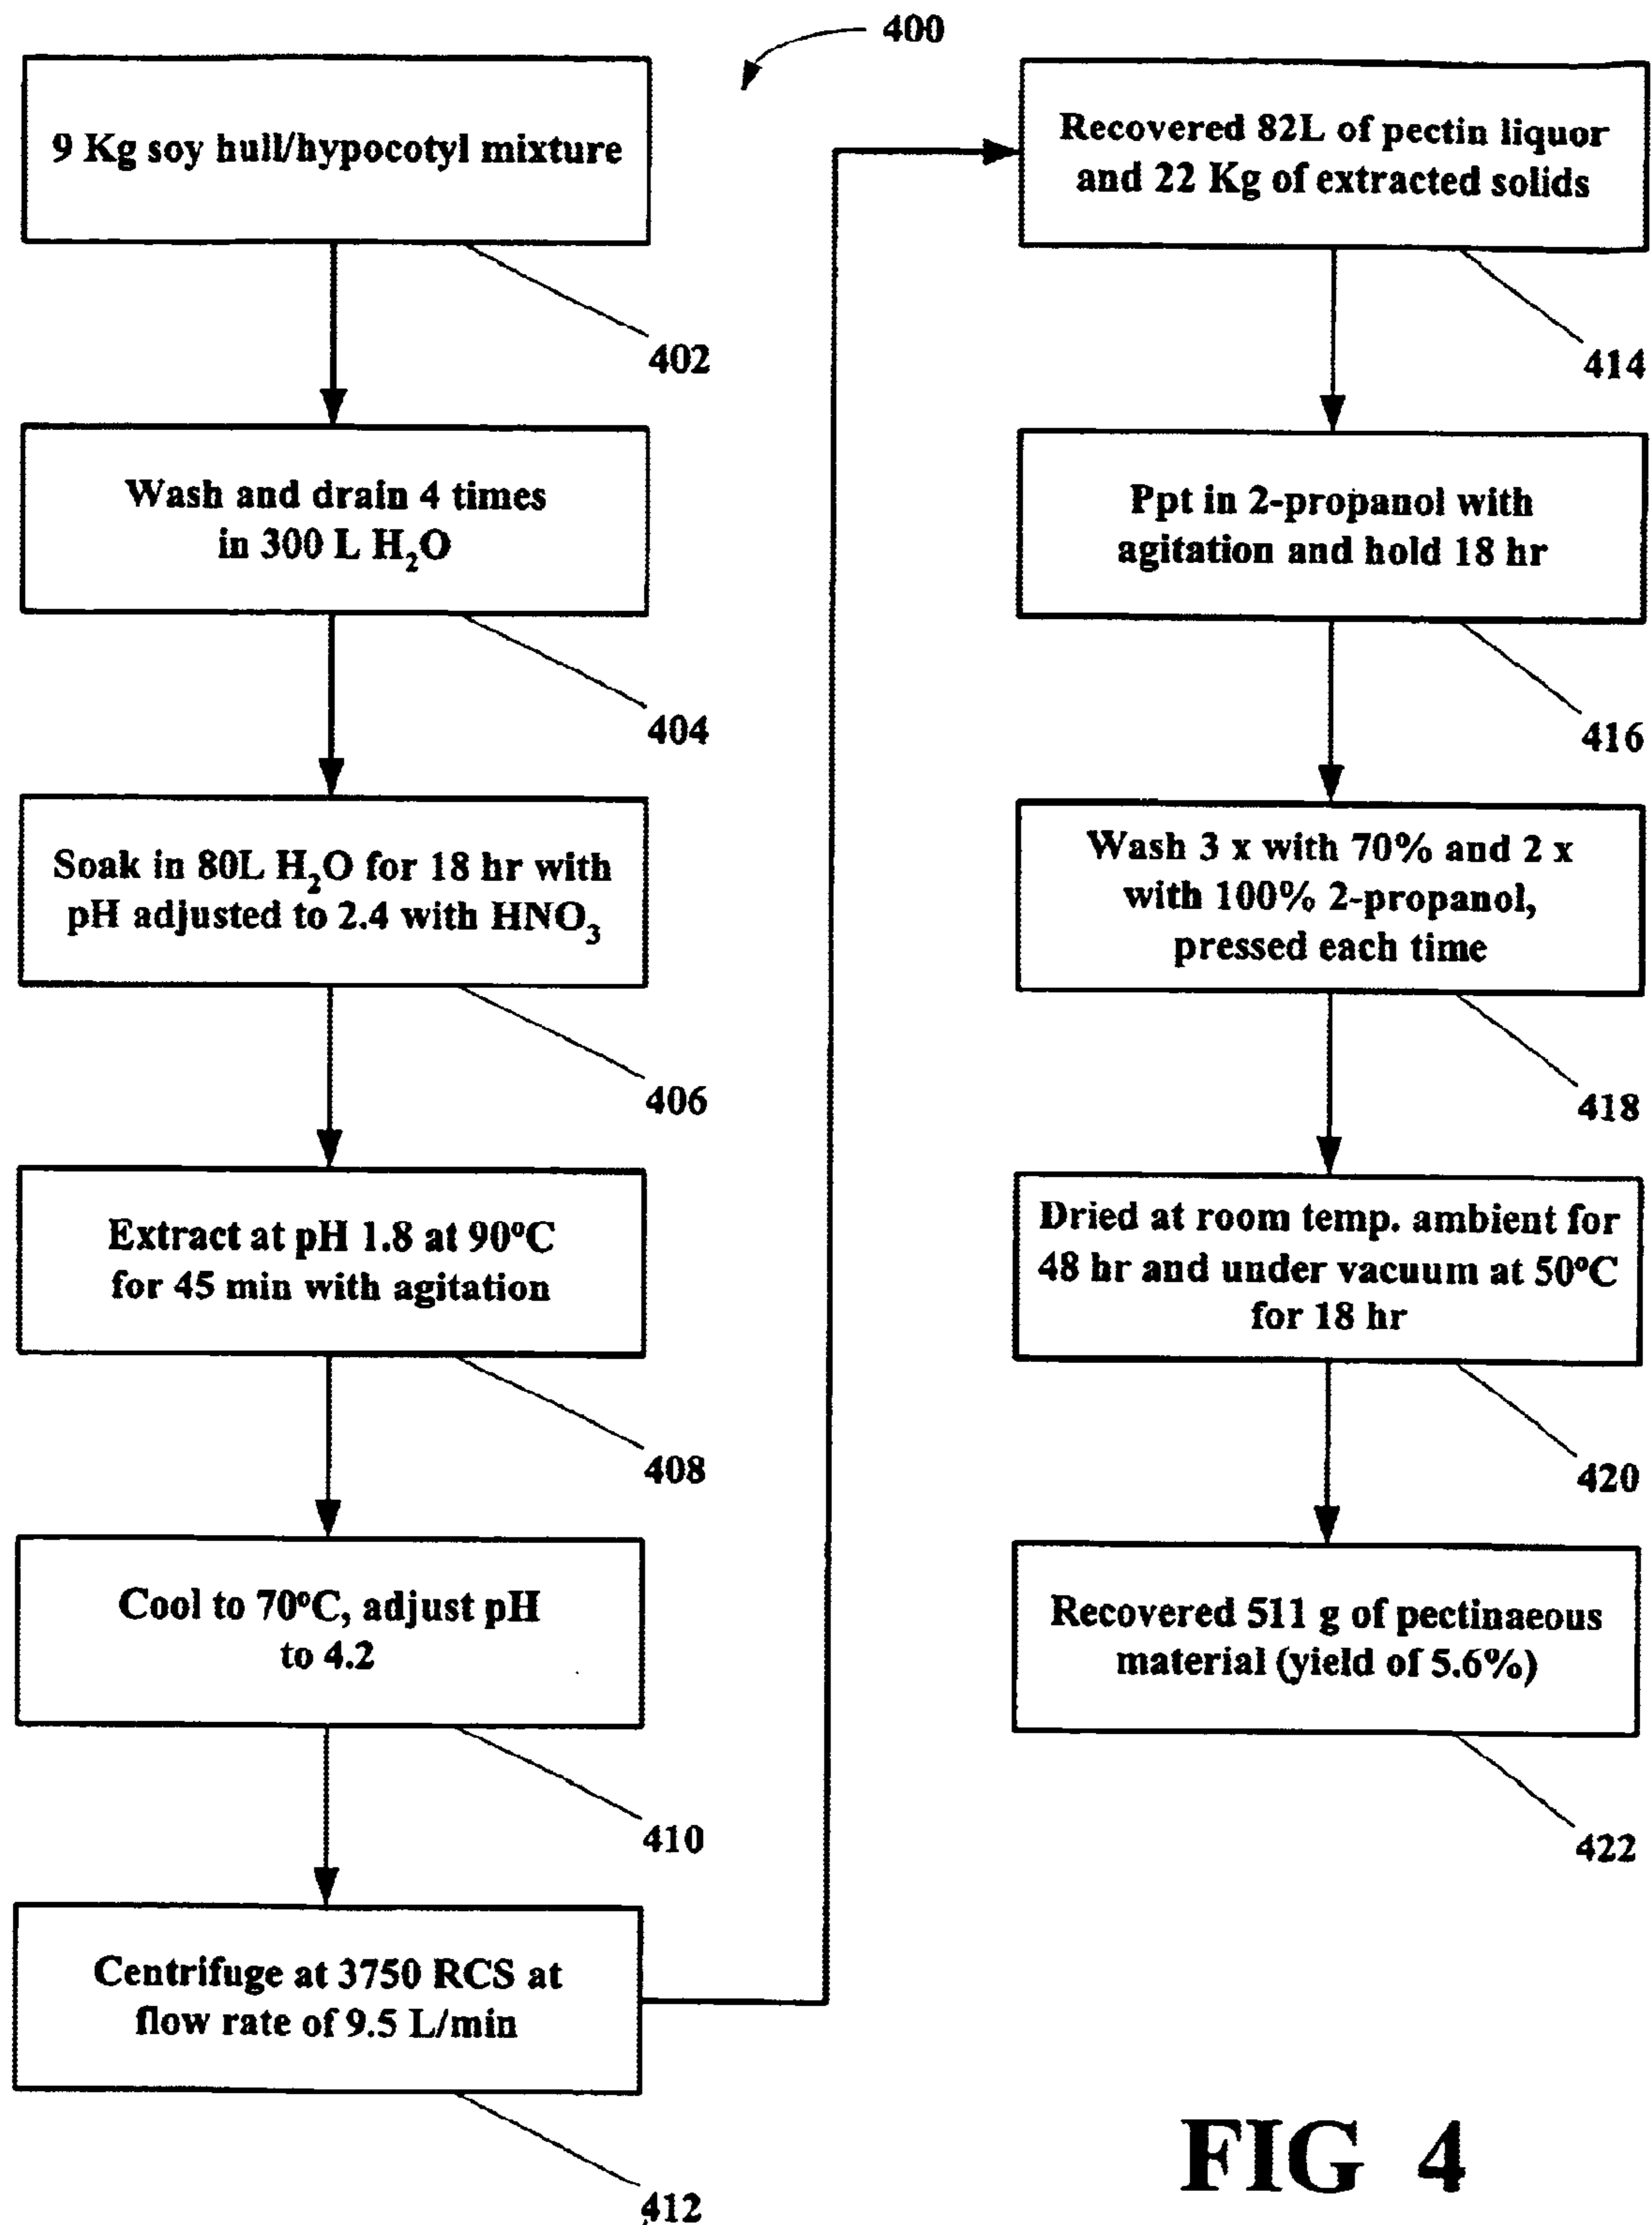 400
9 Kg soy hull/hypocotyl mixture
402
Wash and drain 4 times
in 300 L H₂O
404
Soak in 80L H₂O for 18 hr with
pH adjusted to 2.4 with HNO₃
406
Extract at pH 1.8 at 90°C
for 45 min with agitation
408
Cool to 70°C, adjust pH
to 4.2
410
Centrifuge at 3750 RCS at
flow rate of 9.5 L/min
412
Recovered 82L of pectin liquor
and 22 Kg of extracted solids
414
Ppt in 2-propanol with
agitation and hold 18 hr
416
Wash 3 x with 70% and 2 x
with 100% 2-propanol,
pressed each time
418
Dried at room temp. ambient for
48 hr and under vacuum at 50°C
for 18 hr
420
Recovered 511 g of pectinaeous
material (yield of 5.6%)
422
FIG 4